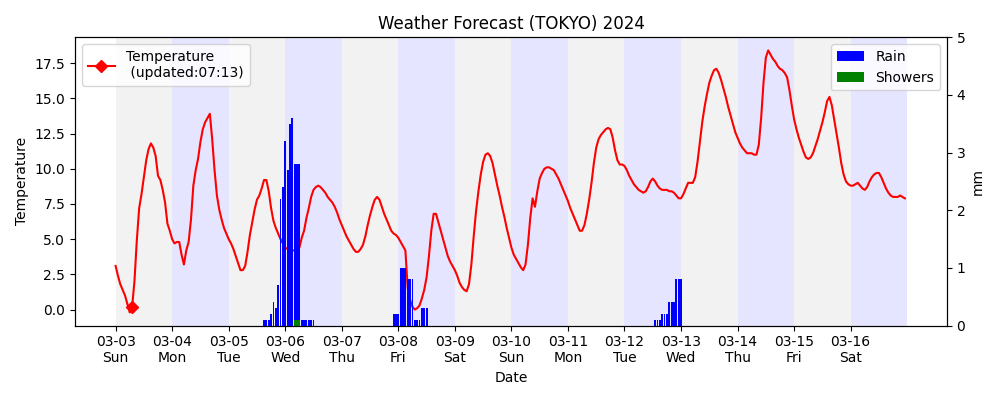 Weather Forecast (TOKYO) 2024
Temperature
(updated:07:13)
Rain
Showers
Temperature
17.5
15.0
12.5
10.0
7.5
5.0
2.5
0.0
5
4
3
2
1
0
mm
03-03 03-04 03-05 03-06 03-07 03-08 03-09 03-10 03-11 03-12 03-13 03-14 03-15 03-16
Sun Mon Tue Wed Thu Fri Sat Sun Mon Tue Wed Thu Fri Sat
Date